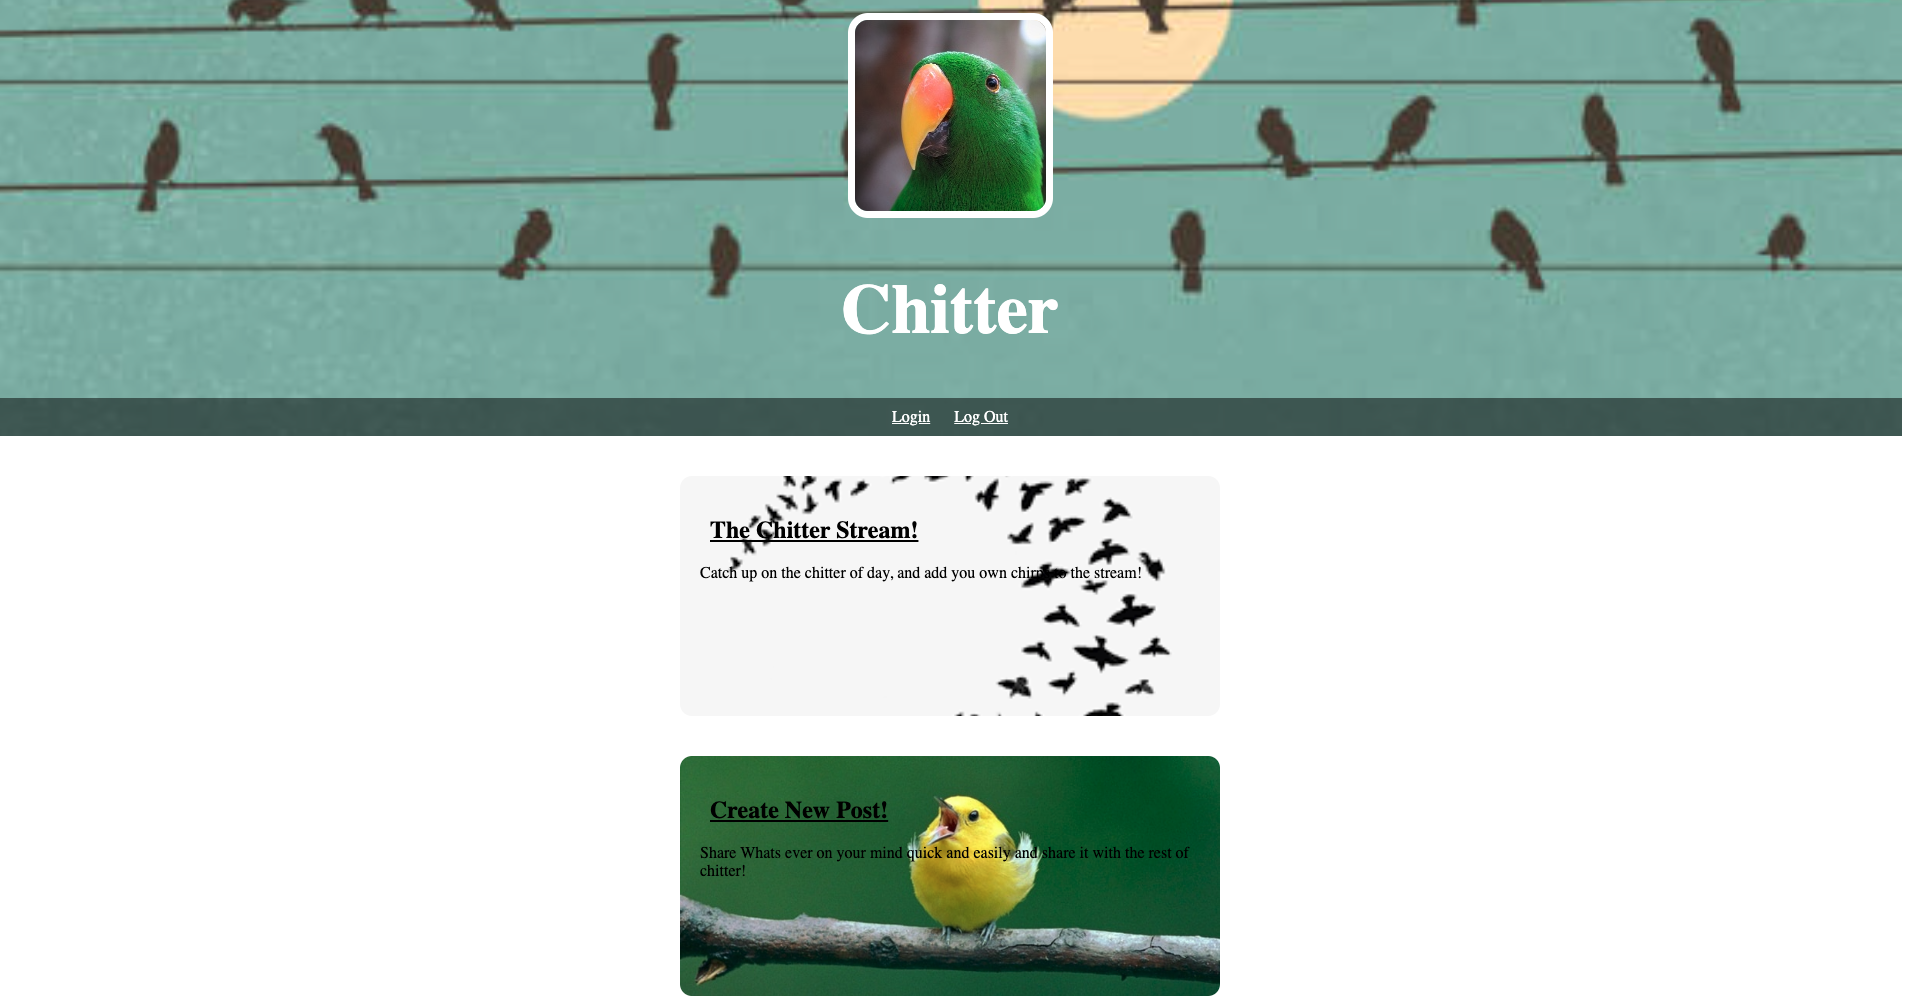 Chitter
Login Log Out
The Chitter Stream!
Catch up on the chitter of day, and add you own chirps to the stream!
Create New Post!
Share Whats ever on your mind quick and easily and share it with the rest of
chitter!